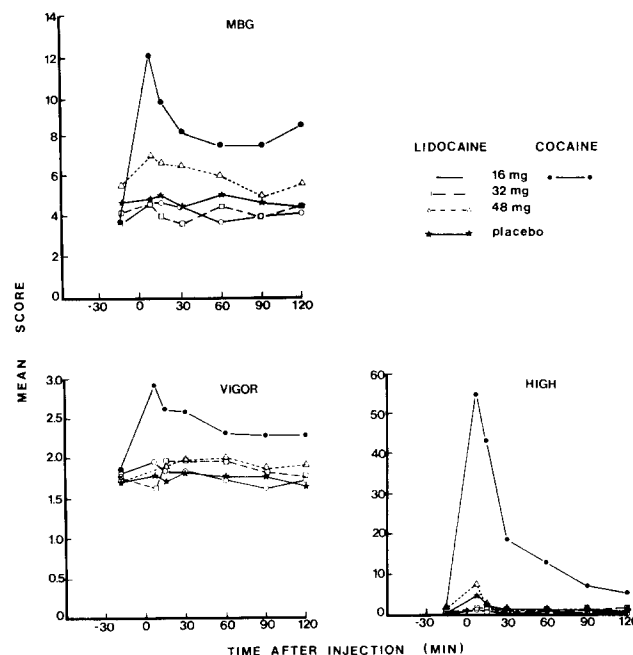 MBG
14
12
10
8
6
4
2
0
-30 0 30 60 90 120
LIDOCAINE COCAINE
16 mg
32 mg
48 mg
placebo
MEAN SCORE
VIGOR
3.0
2.5
2.0
1.5
1.0
0.5
0
-30 0 30 60 90 120
HIGH
60
50
40
30
20
10
0
-30 0 30 60 90 120
TIME AFTER INJECTION (MIN)